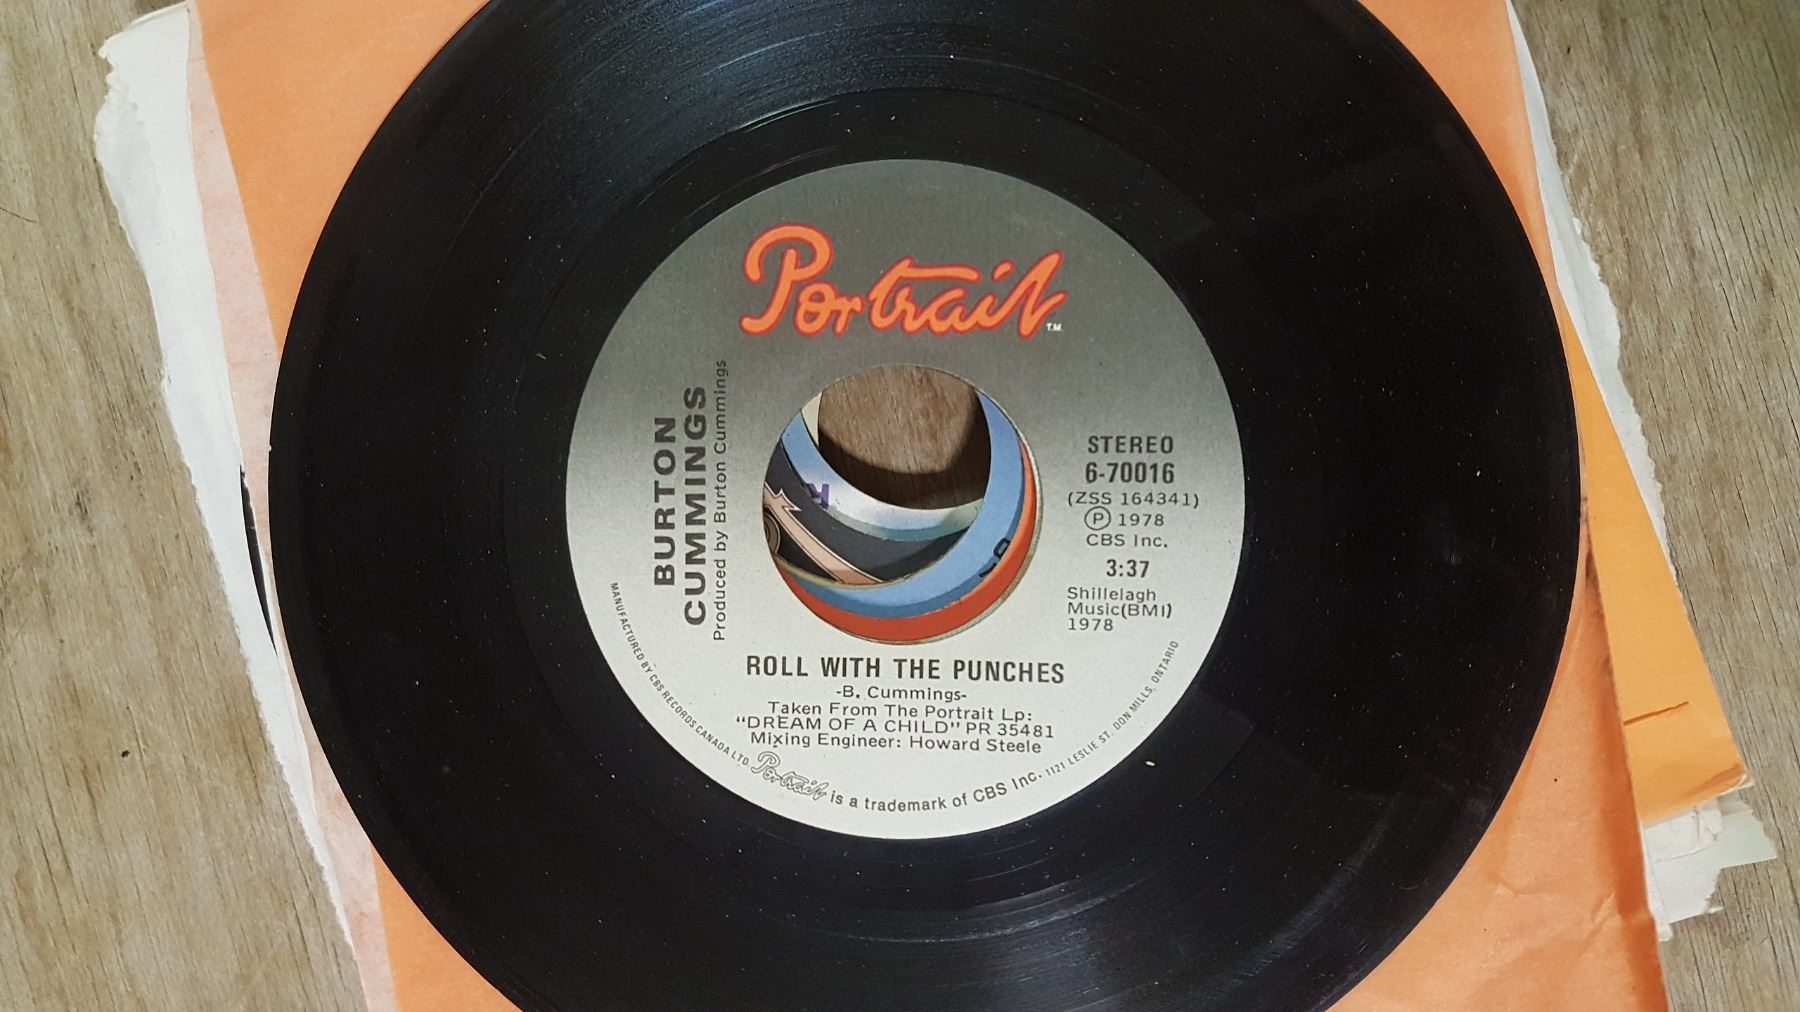 Portrait
T.M.
BURTON
CUMMINGS
Produced by Burton Cummings
STEREO
6-70016
(ZSS 164341)
Ⓟ 1978
CBS Inc.
3:37
Shillelagh
Music(BMI)
1978
ROLL WITH THE PUNCHES
-B. Cummings-
Taken From The Portrait Lp:
“DREAM OF A CHILD” PR 35481
Mixing Engineer: Howard Steele
MANUFACTURED BY CBS RECORDS CANADA LTD. Portrait is a trademark of CBS Inc. 1121 LESLIE ST. DON MILLS, ONTARIO